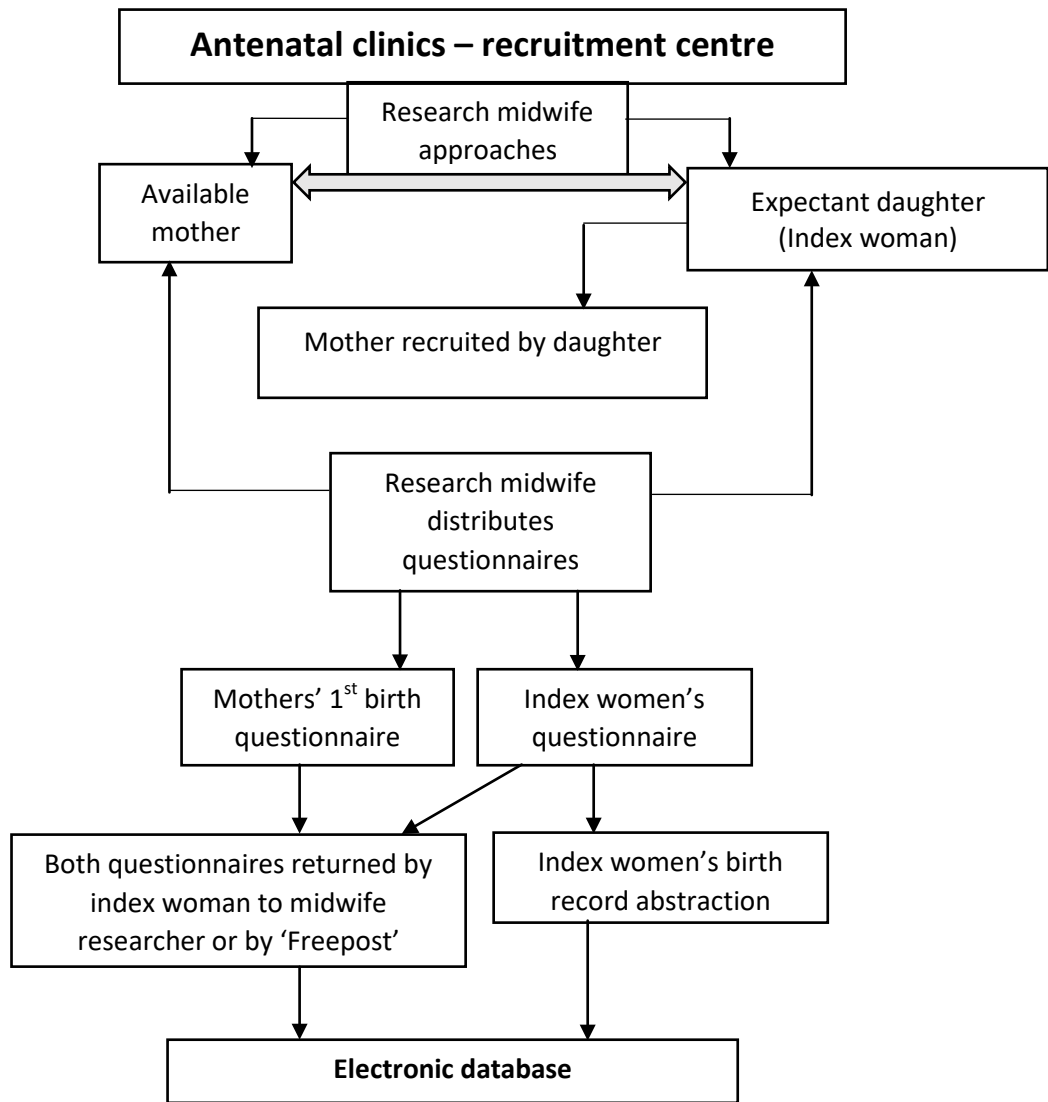 Antenatal clinics – recruitment centre
Research midwife
approaches
Available
mother
Expectant daughter
(Index woman)
Mother recruited by daughter
Research midwife
distributes
questionnaires
Mothers’ 1st birth
questionnaire
Index women’s
questionnaire
Both questionnaires returned by
index woman to midwife
researcher or by ‘Freepost’
Index women’s birth
record abstraction
Electronic database